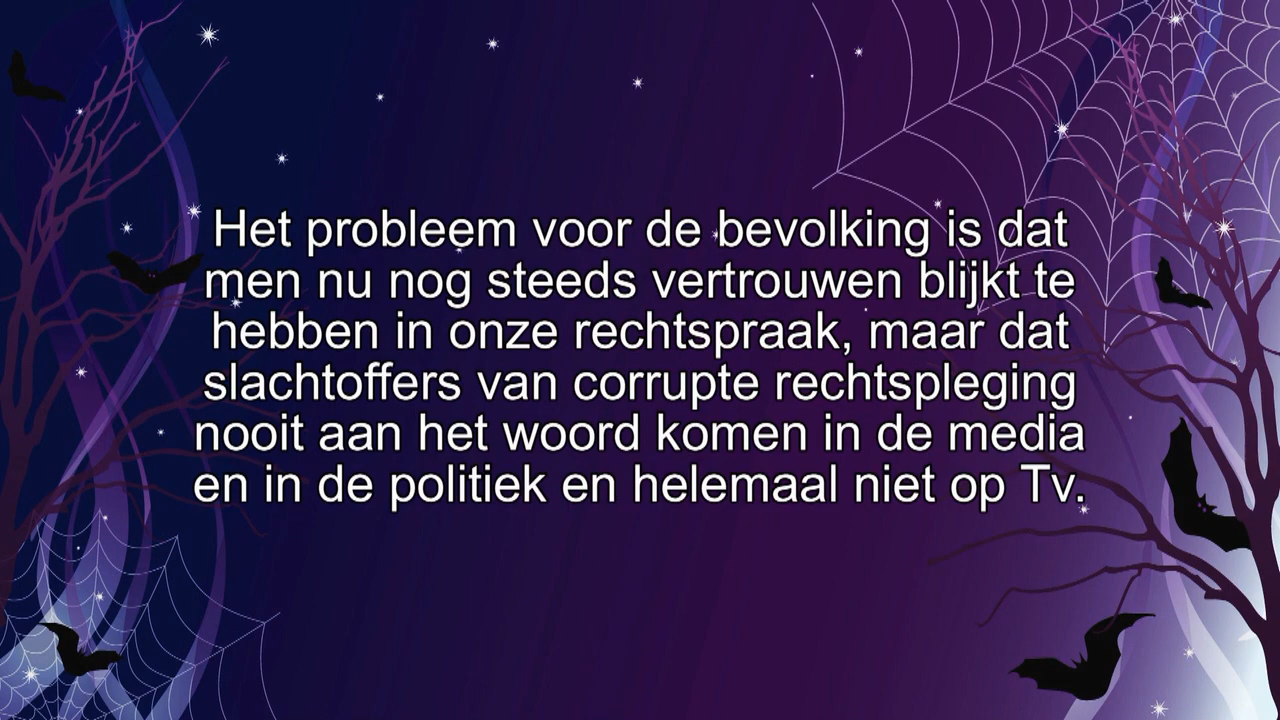 Het probleem voor de bevolking is dat
men nu nog steeds vertrouwen blijkt te
hebben in onze rechtspraak, maar dat
slachtoffers van corrupte rechtspleging
nooit aan het woord komen in de media
en in de politiek en helemaal niet op Tv.